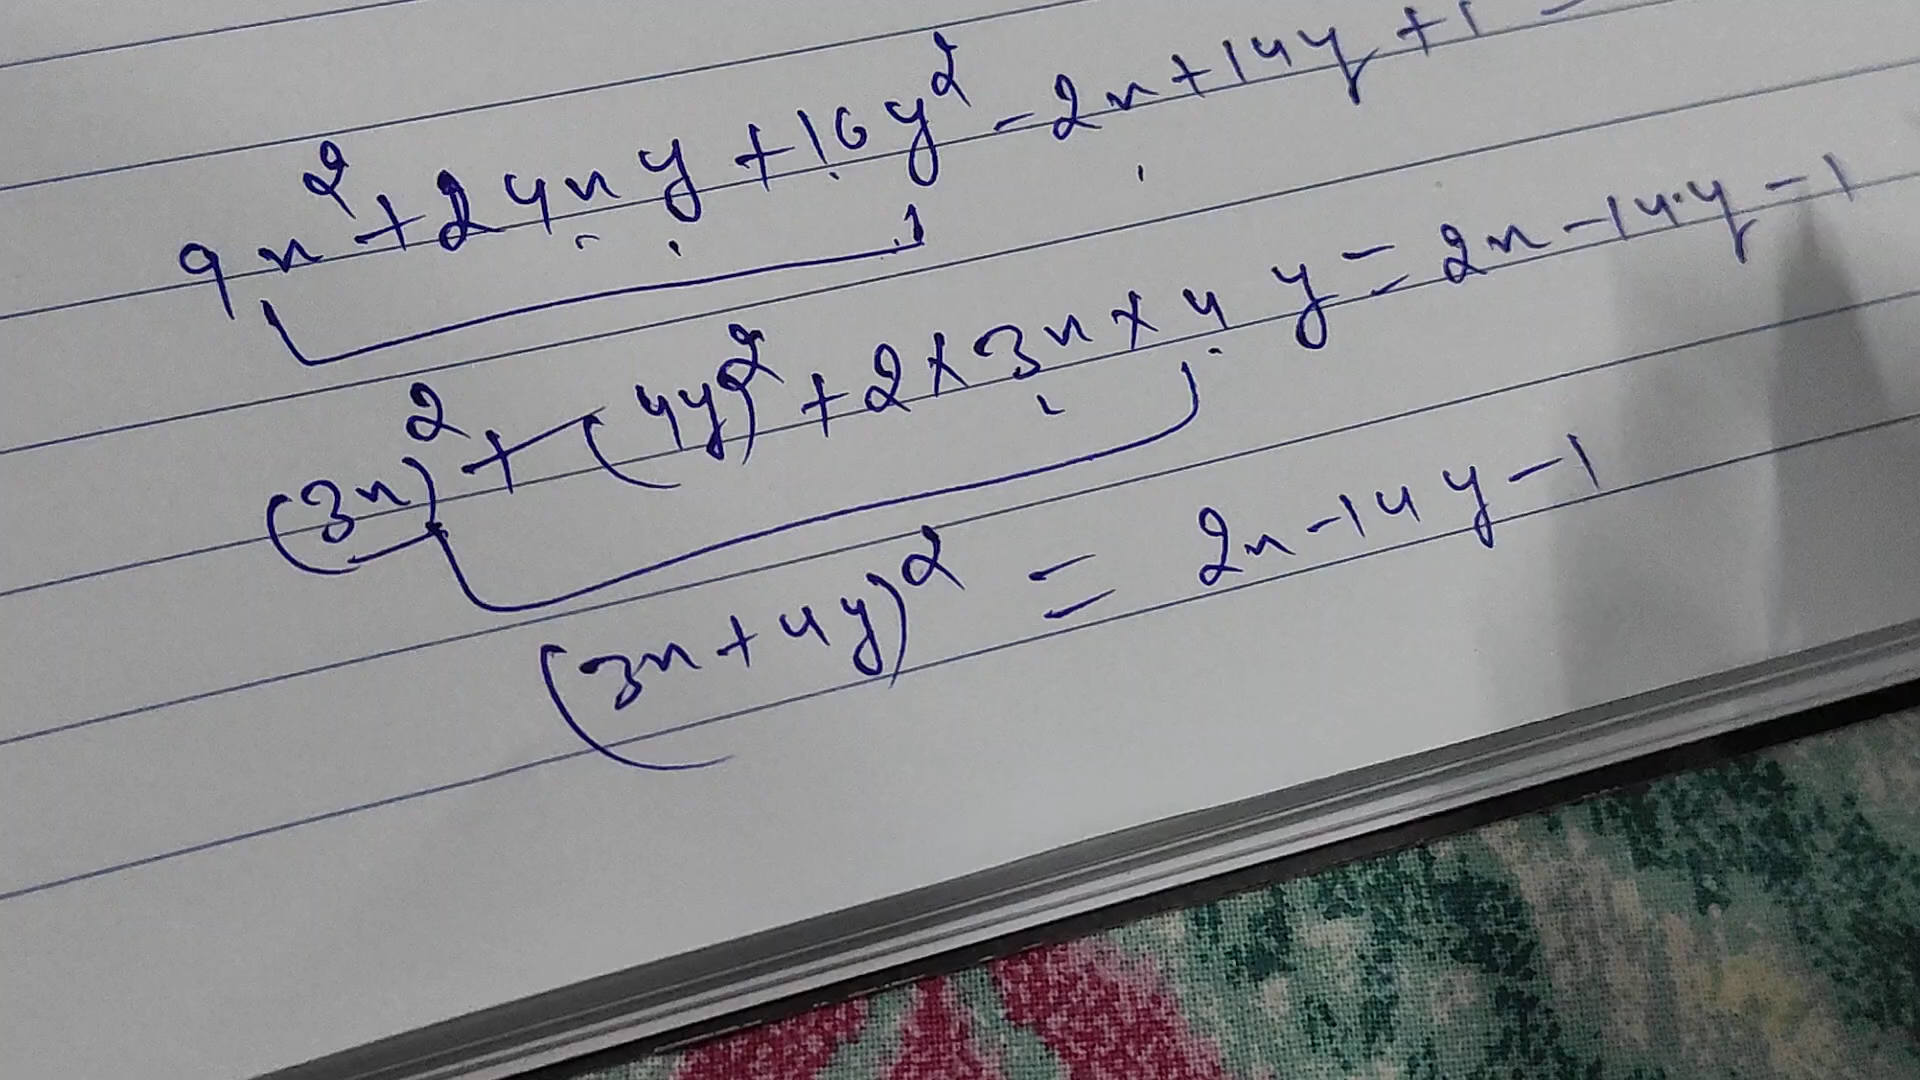 9x² + 24xy + 16y² - 2x + 14y + 1 =
(3x)² + (4y)² + 2 × 3x × 4y = 2x - 14y - 1
(3x + 4y)² = 2x - 14y - 1